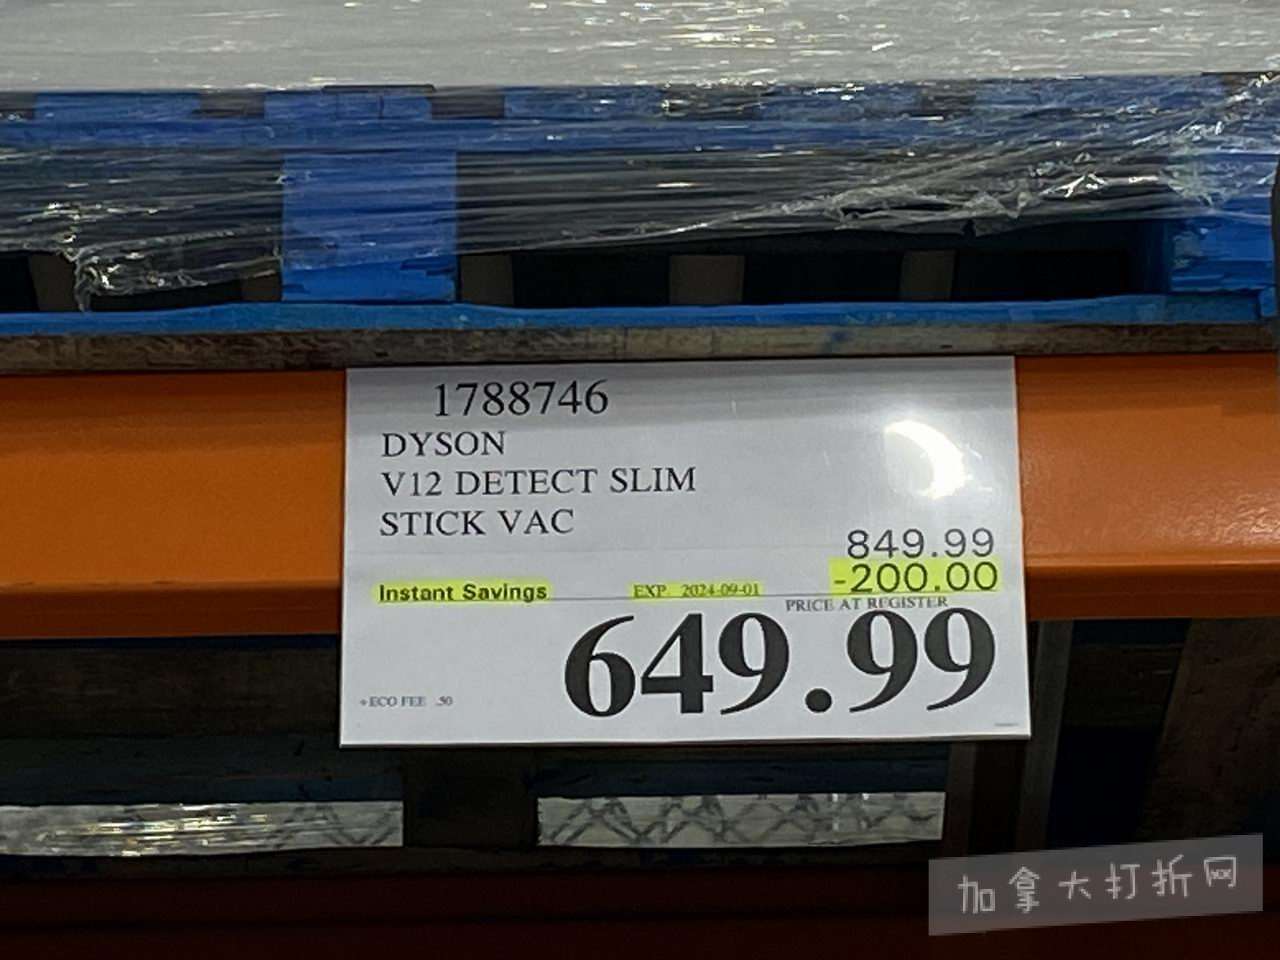 1788746
DYSON
V12 DETECT SLIM
STICK VAC
849.99
Instant Savings EXP 2024-09-01 -200.00
PRICE AT REGISTER
649.99
+ECO FEE .50
加拿大打折网